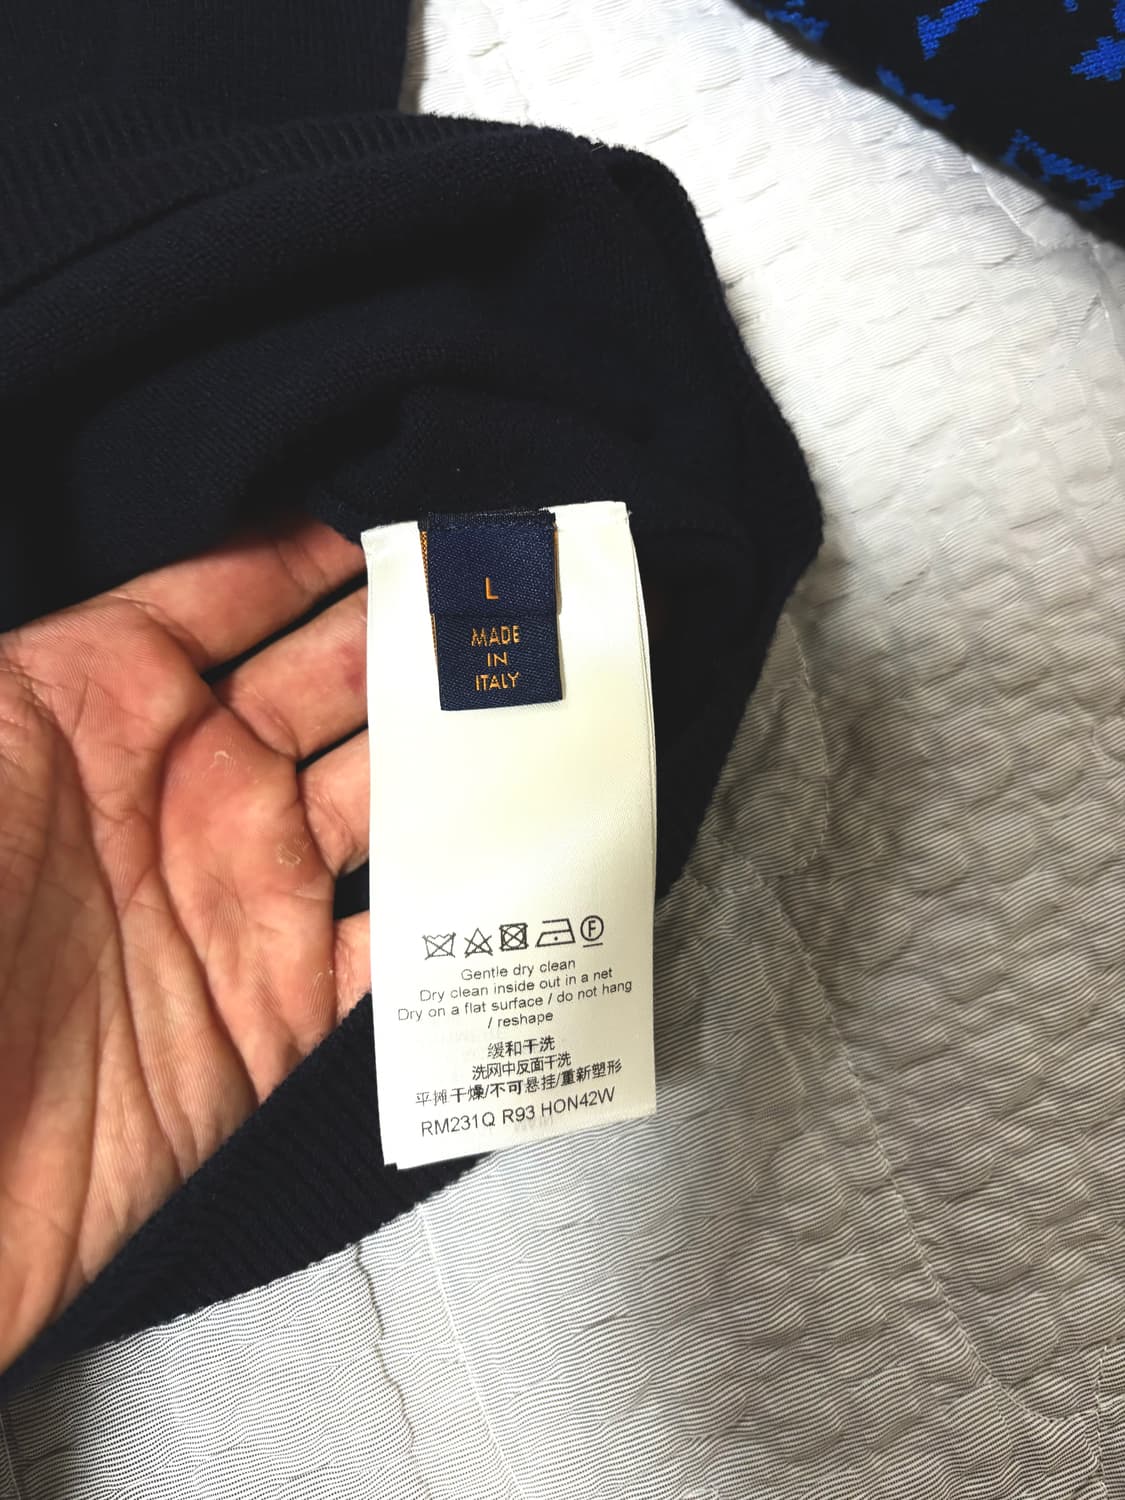 L
MADE
IN
ITALY
F
Gentle dry clean
Dry clean inside out in a net
Dry on a flat surface / do not hang
/ reshape
缓和干洗
洗网中反面干洗
平摊干燥/不可悬挂/重新塑形
RM231Q R93 HON42W